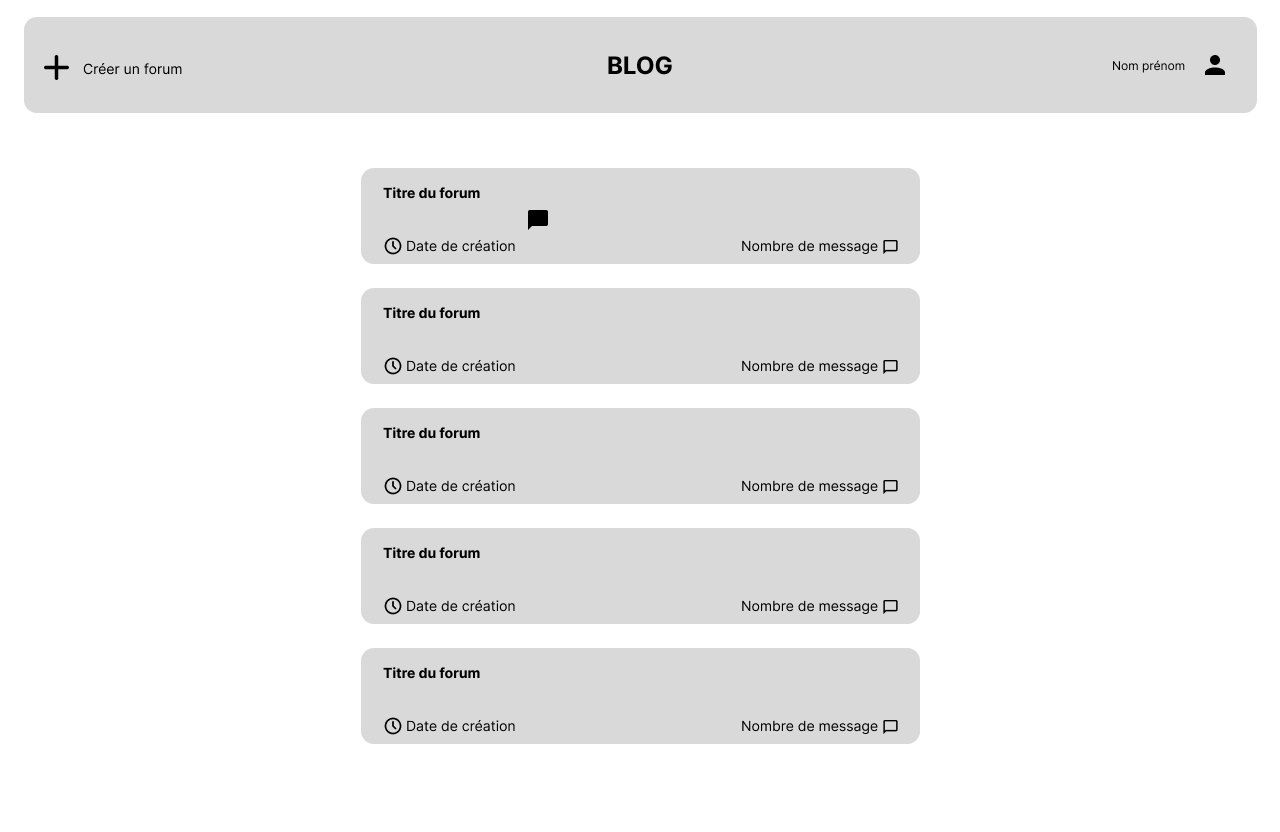 Créer un forum
BLOG
Nom prénom
Titre du forum
Date de création
Nombre de message
Titre du forum
Date de création
Nombre de message
Titre du forum
Date de création
Nombre de message
Titre du forum
Date de création
Nombre de message
Titre du forum
Date de création
Nombre de message